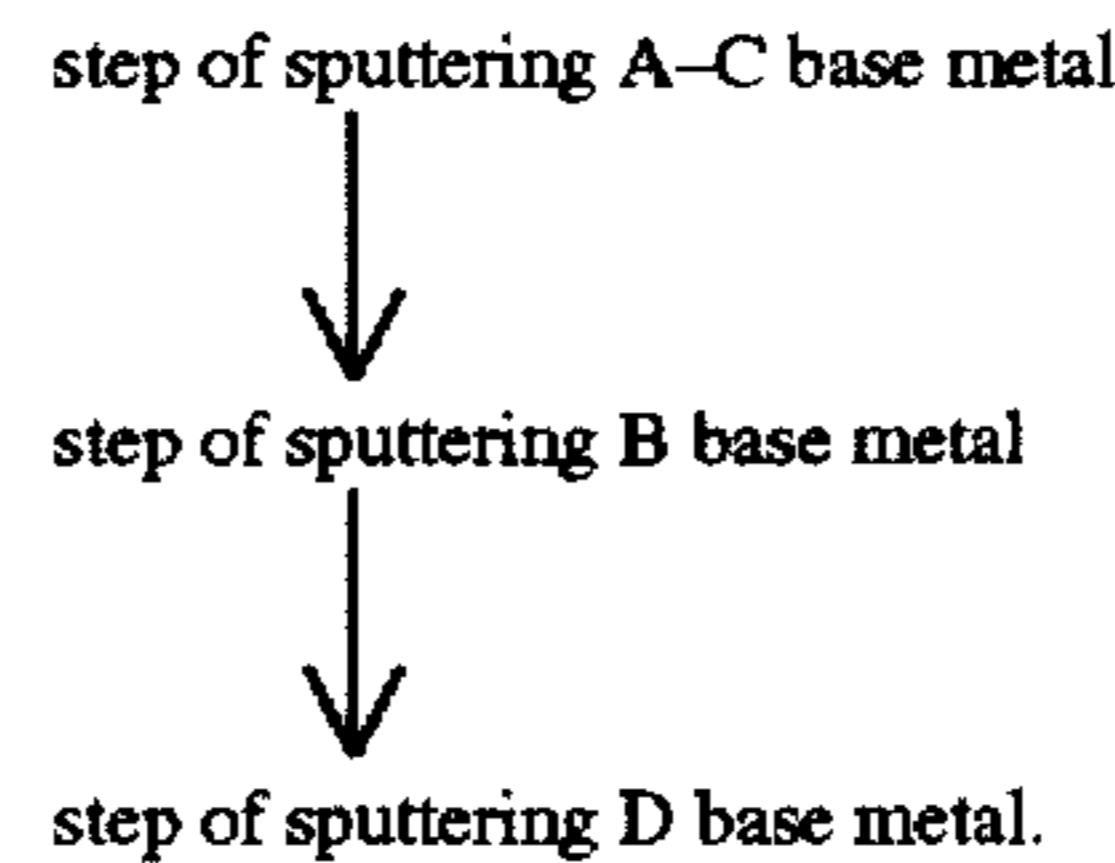 step of sputtering A–C base metal
step of sputtering B base metal
step of sputtering D base metal.